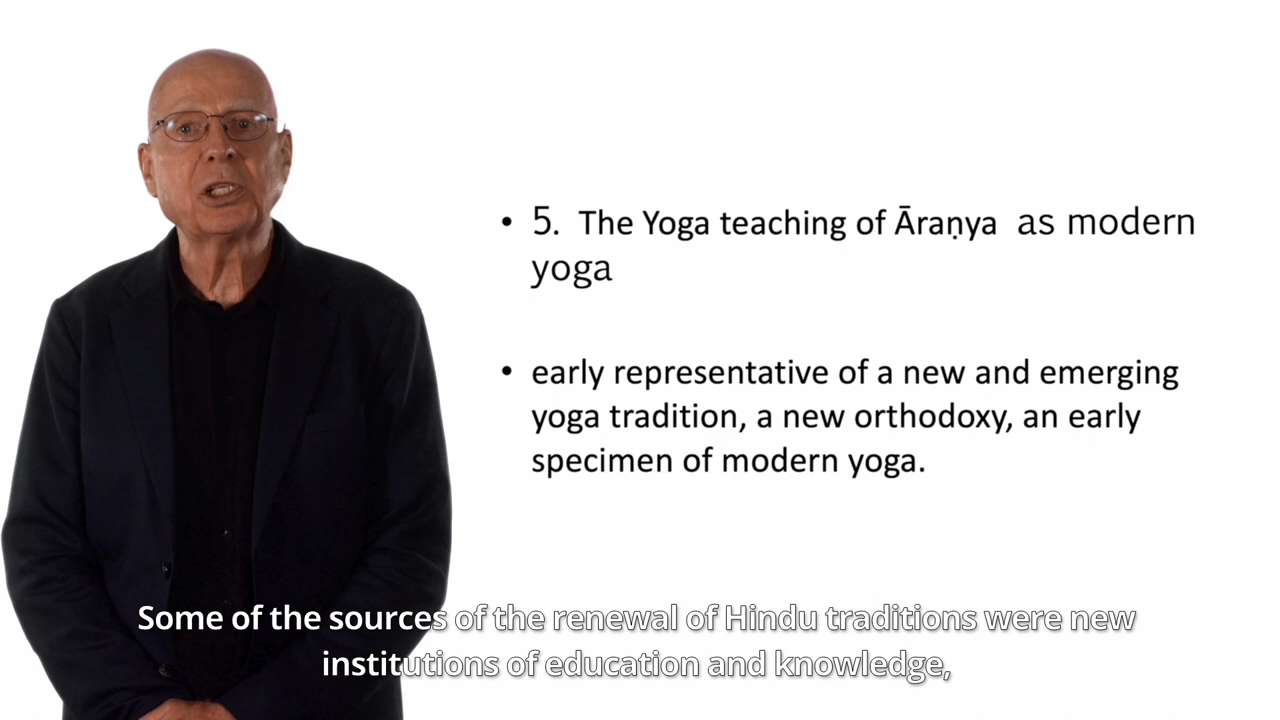 • 5. The Yoga teaching of Āraṇya as modern
yoga
• early representative of a new and emerging
yoga tradition, a new orthodoxy, an early
specimen of modern yoga.
Some of the sources of the renewal of Hindu traditions were new
institutions of education and knowledge,